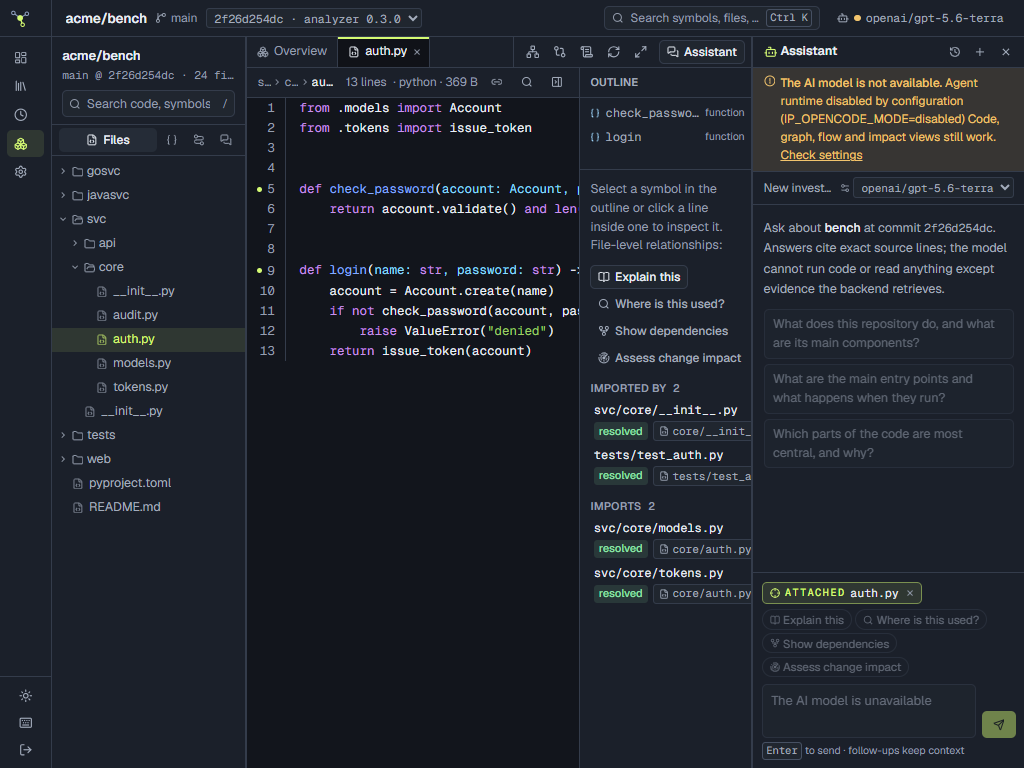 acme/bench
main
2f26d254dc · analyzer 0.3.0
Search symbols, files, …
Ctrl K
openai/gpt-5.6-terra
acme/bench
main @ 2f26d254dc · 24 fi…
Search code, symbols
/
Files
gosvc
javasvc
svc
api
core
__init__.py
audit.py
auth.py
models.py
tokens.py
__init__.py
tests
web
pyproject.toml
README.md
Overview
auth.py ×
Assistant
s… › c… › au… 13 lines · python · 369 B
1 from .models import Account
2 from .tokens import issue_token
3
4
5 def check_password(account: Account, p
6 return account.validate() and len
7
8
9 def login(name: str, password: str) ->
10 account = Account.create(name)
11 if not check_password(account, pas
12 raise ValueError("denied")
13 return issue_token(account)
OUTLINE
check_passwo… function
login function
Select a symbol in the
outline or click a line
inside one to inspect it.
File-level relationships:
Explain this
Where is this used?
Show dependencies
Assess change impact
IMPORTED BY 2
svc/core/__init__.py
resolved core/__init_
tests/test_auth.py
resolved tests/test_a
IMPORTS 2
svc/core/models.py
resolved core/auth.py
svc/core/tokens.py
resolved core/auth.py
Assistant
The AI model is not available. Agent
runtime disabled by configuration
(IP_OPENCODE_MODE=disabled) Code,
graph, flow and impact views still work.
Check settings
New invest…
openai/gpt-5.6-terra
Ask about bench at commit 2f26d254dc.
Answers cite exact source lines; the model
cannot run code or read anything except
evidence the backend retrieves.
What does this repository do, and what
are its main components?
What are the main entry points and
what happens when they run?
Which parts of the code are most
central, and why?
ATTACHED auth.py ×
Explain this
Where is this used?
Show dependencies
Assess change impact
The AI model is unavailable
Enter to send · follow-ups keep context